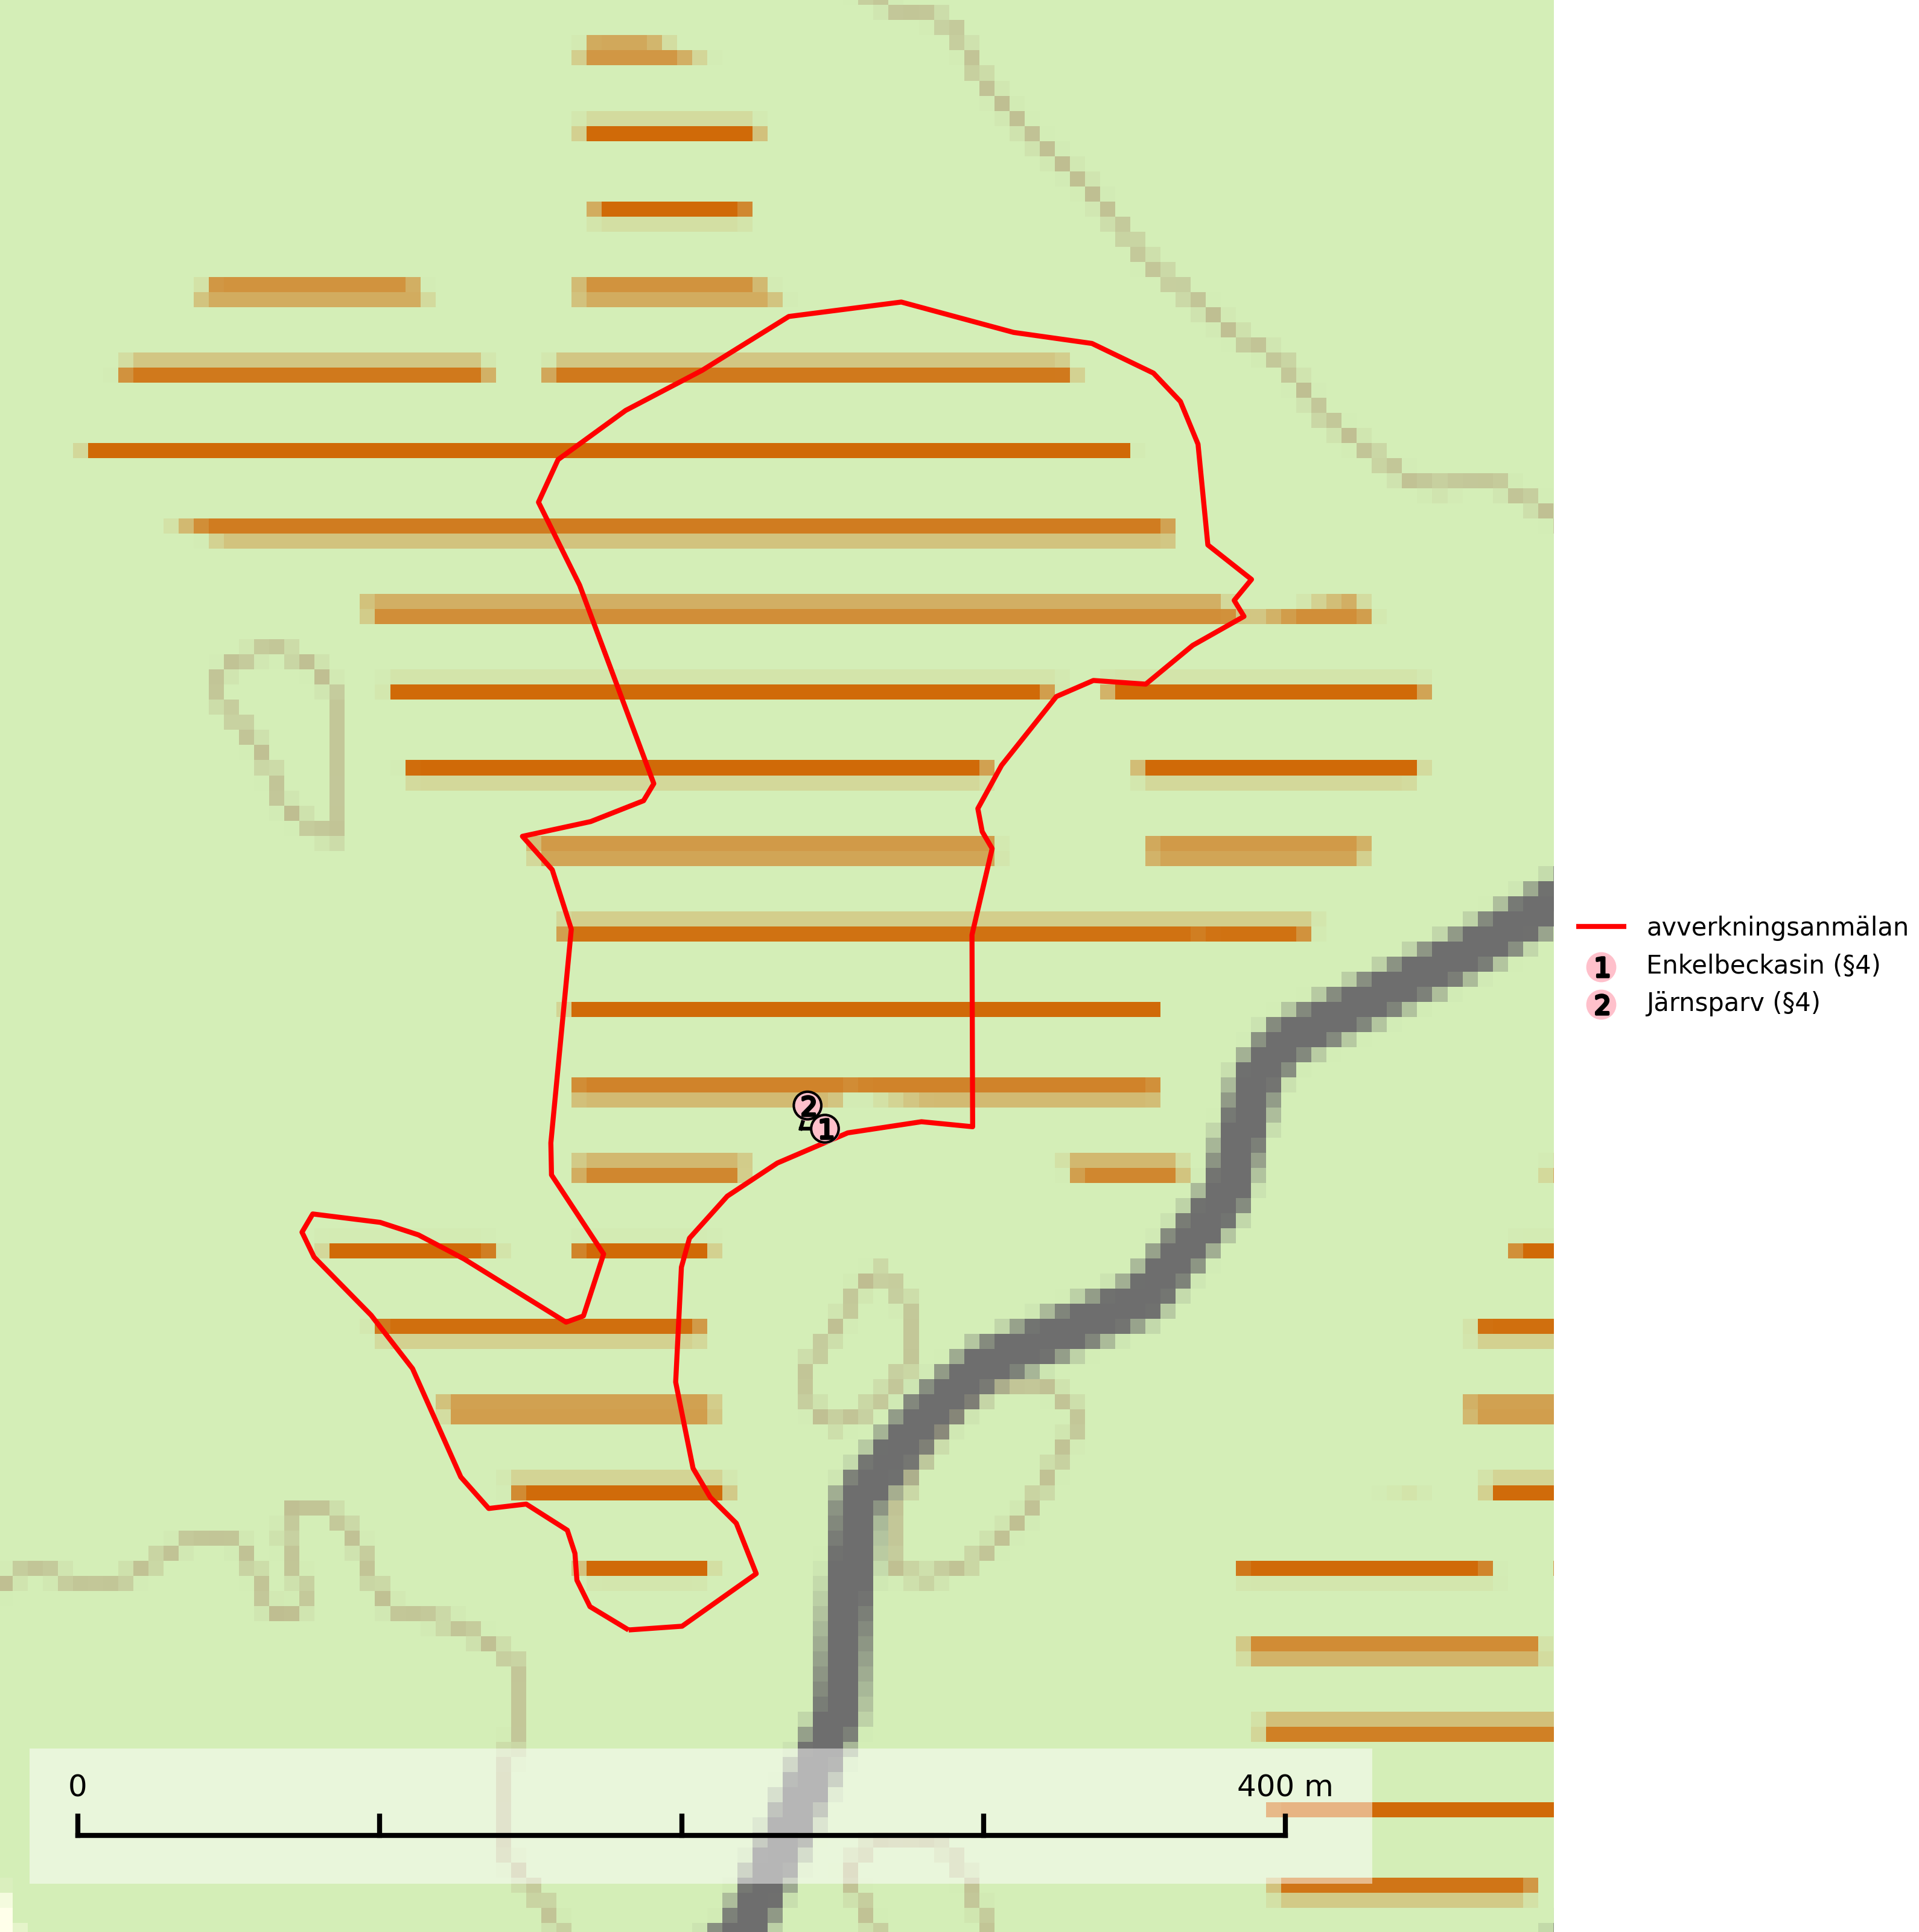 2
1
avverkningsanmälan
1 Enkelbeckasin (§4)
2 Järnsparv (§4)
0 400 m